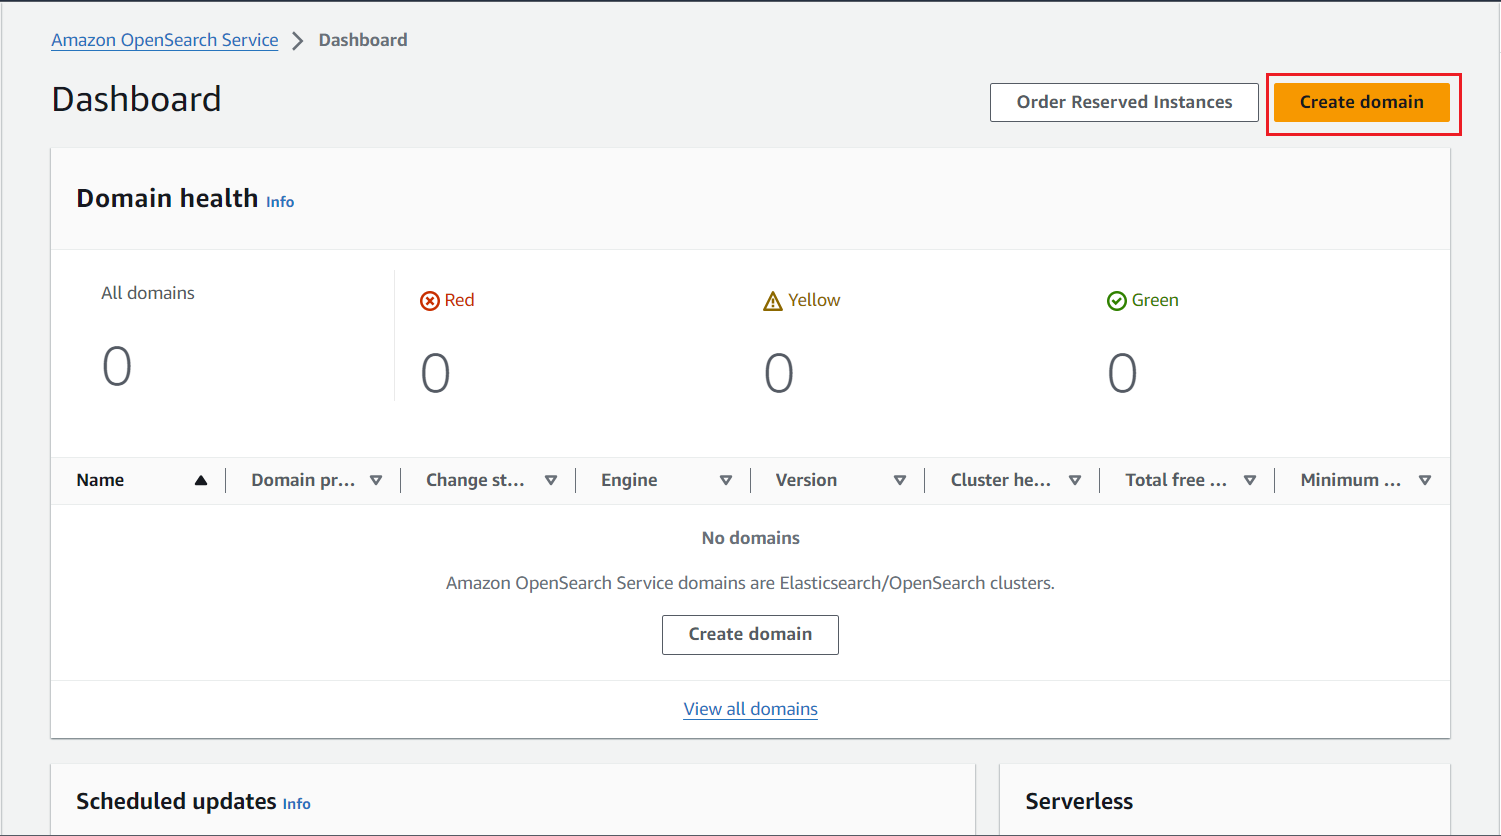 Amazon OpenSearch Service > Dashboard
Dashboard
Order Reserved Instances
Create domain
Domain health Info
All domains
0
Red
0
Yellow
0
Green
0
Name Domain pr... Change st... Engine Version Cluster he... Total free ... Minimum ...
No domains
Amazon OpenSearch Service domains are Elasticsearch/OpenSearch clusters.
Create domain
View all domains
Scheduled updates Info
Serverless